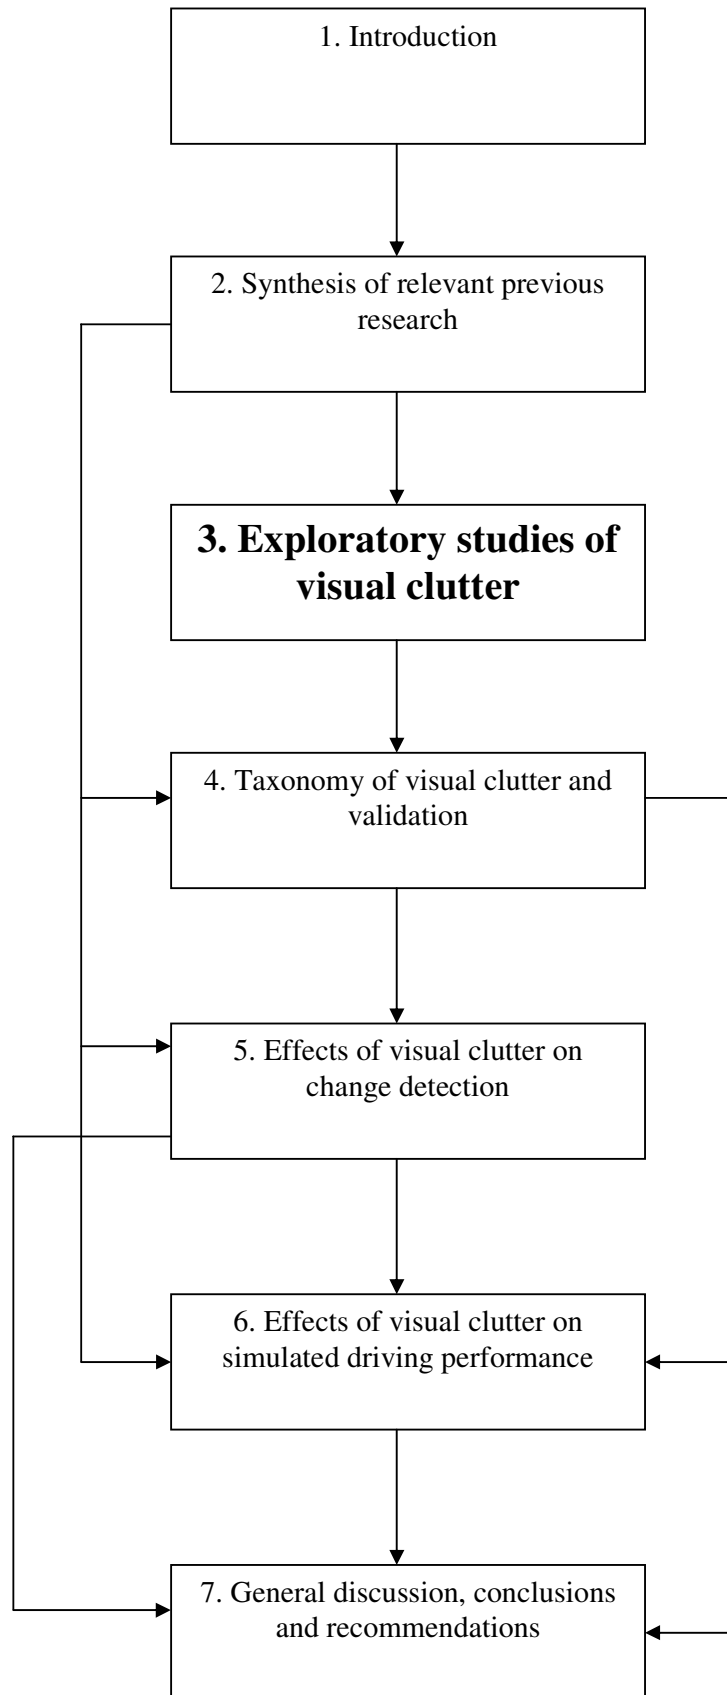 1. Introduction
2. Synthesis of relevant previous
research
3. Exploratory studies of
visual clutter
4. Taxonomy of visual clutter and
validation
5. Effects of visual clutter on
change detection
6. Effects of visual clutter on
simulated driving performance
7. General discussion, conclusions
and recommendations